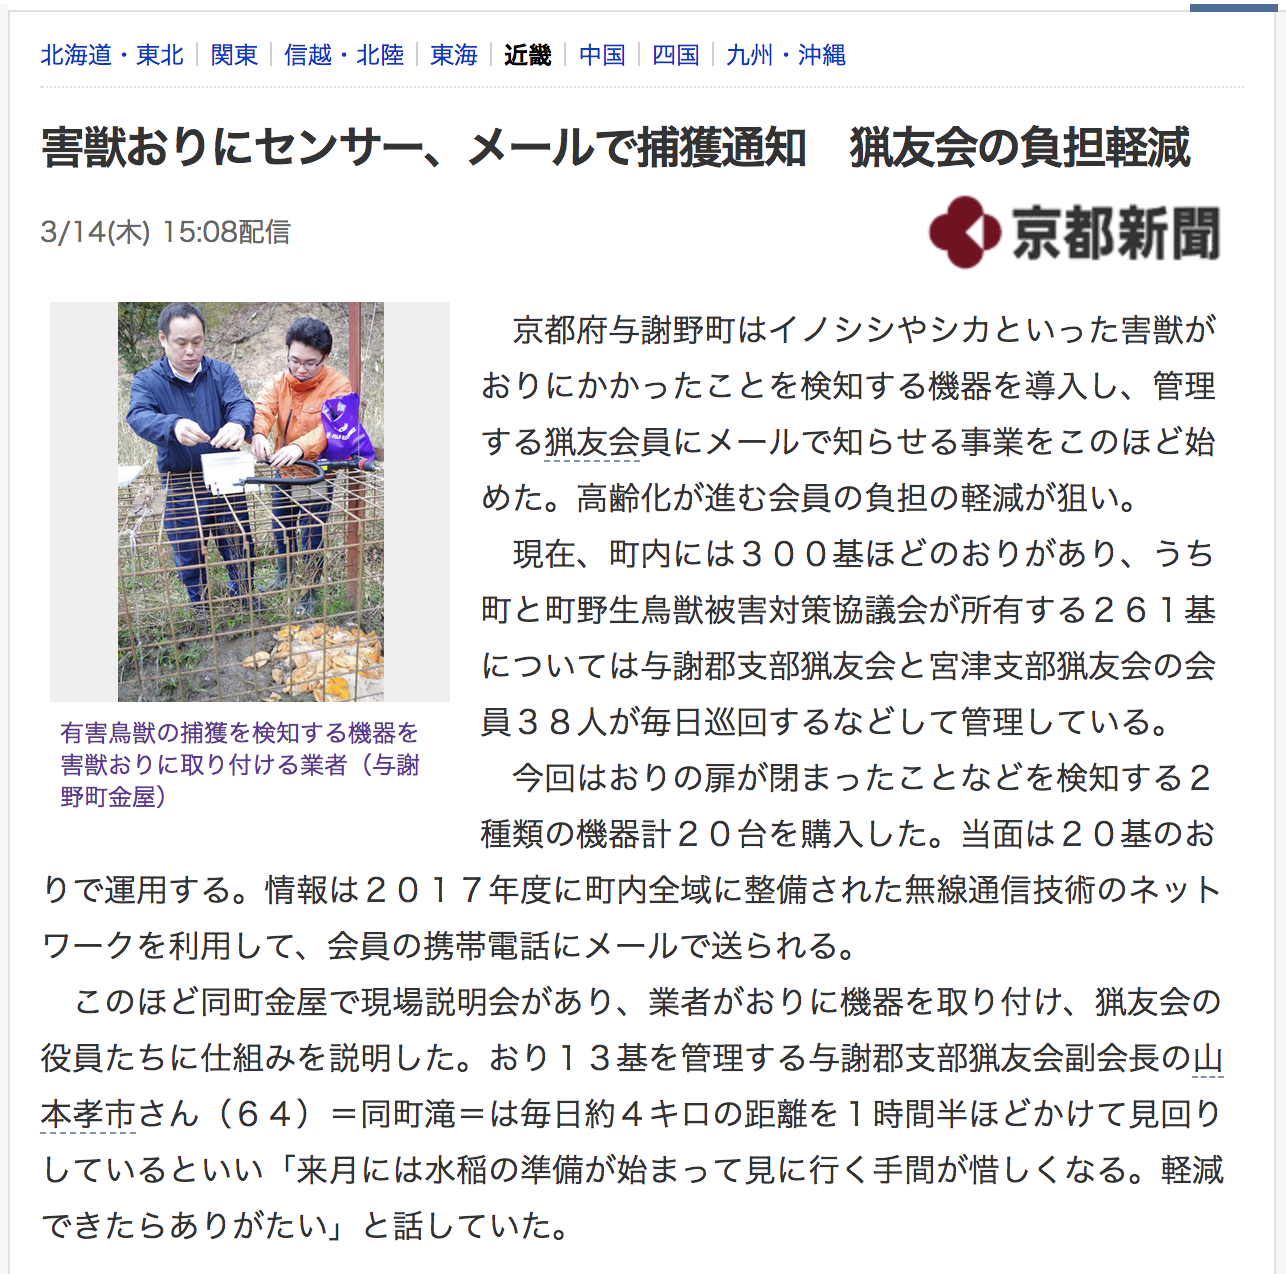 北海道・東北 関東 信越・北陸 東海 近畿 中国 四国 九州・沖縄
害獣おりにセンサー、メールで捕獲通知　猟友会の負担軽減
3/14(木) 15:08配信
京都新聞
有害鳥獣の捕獲を検知する機器を
害獣おりに取り付ける業者（与謝
野町金屋）
　京都府与謝野町はイノシシやシカといった害獣が
おりにかかったことを検知する機器を導入し、管理
する猟友会員にメールで知らせる事業をこのほど始
めた。高齢化が進む会員の負担の軽減が狙い。
　現在、町内には３００基ほどのおりがあり、うち
町と町野生鳥獣被害対策協議会が所有する２６１基
については与謝郡支部猟友会と宮津支部猟友会の会
員３８人が毎日巡回するなどして管理している。
　今回はおりの扉が閉まったことなどを検知する２
種類の機器計２０台を購入した。当面は２０基のお
りで運用する。情報は２０１７年度に町内全域に整備された無線通信技術のネット
ワークを利用して、会員の携帯電話にメールで送られる。
　このほど同町金屋で現場説明会があり、業者がおりに機器を取り付け、猟友会の
役員たちに仕組みを説明した。おり１３基を管理する与謝郡支部猟友会副会長の山
本孝市さん（６４）＝同町滝＝は毎日約４キロの距離を１時間半ほどかけて見回り
しているといい「来月には水稲の準備が始まって見に行く手間が惜しくなる。軽減
できたらありがたい」と話していた。